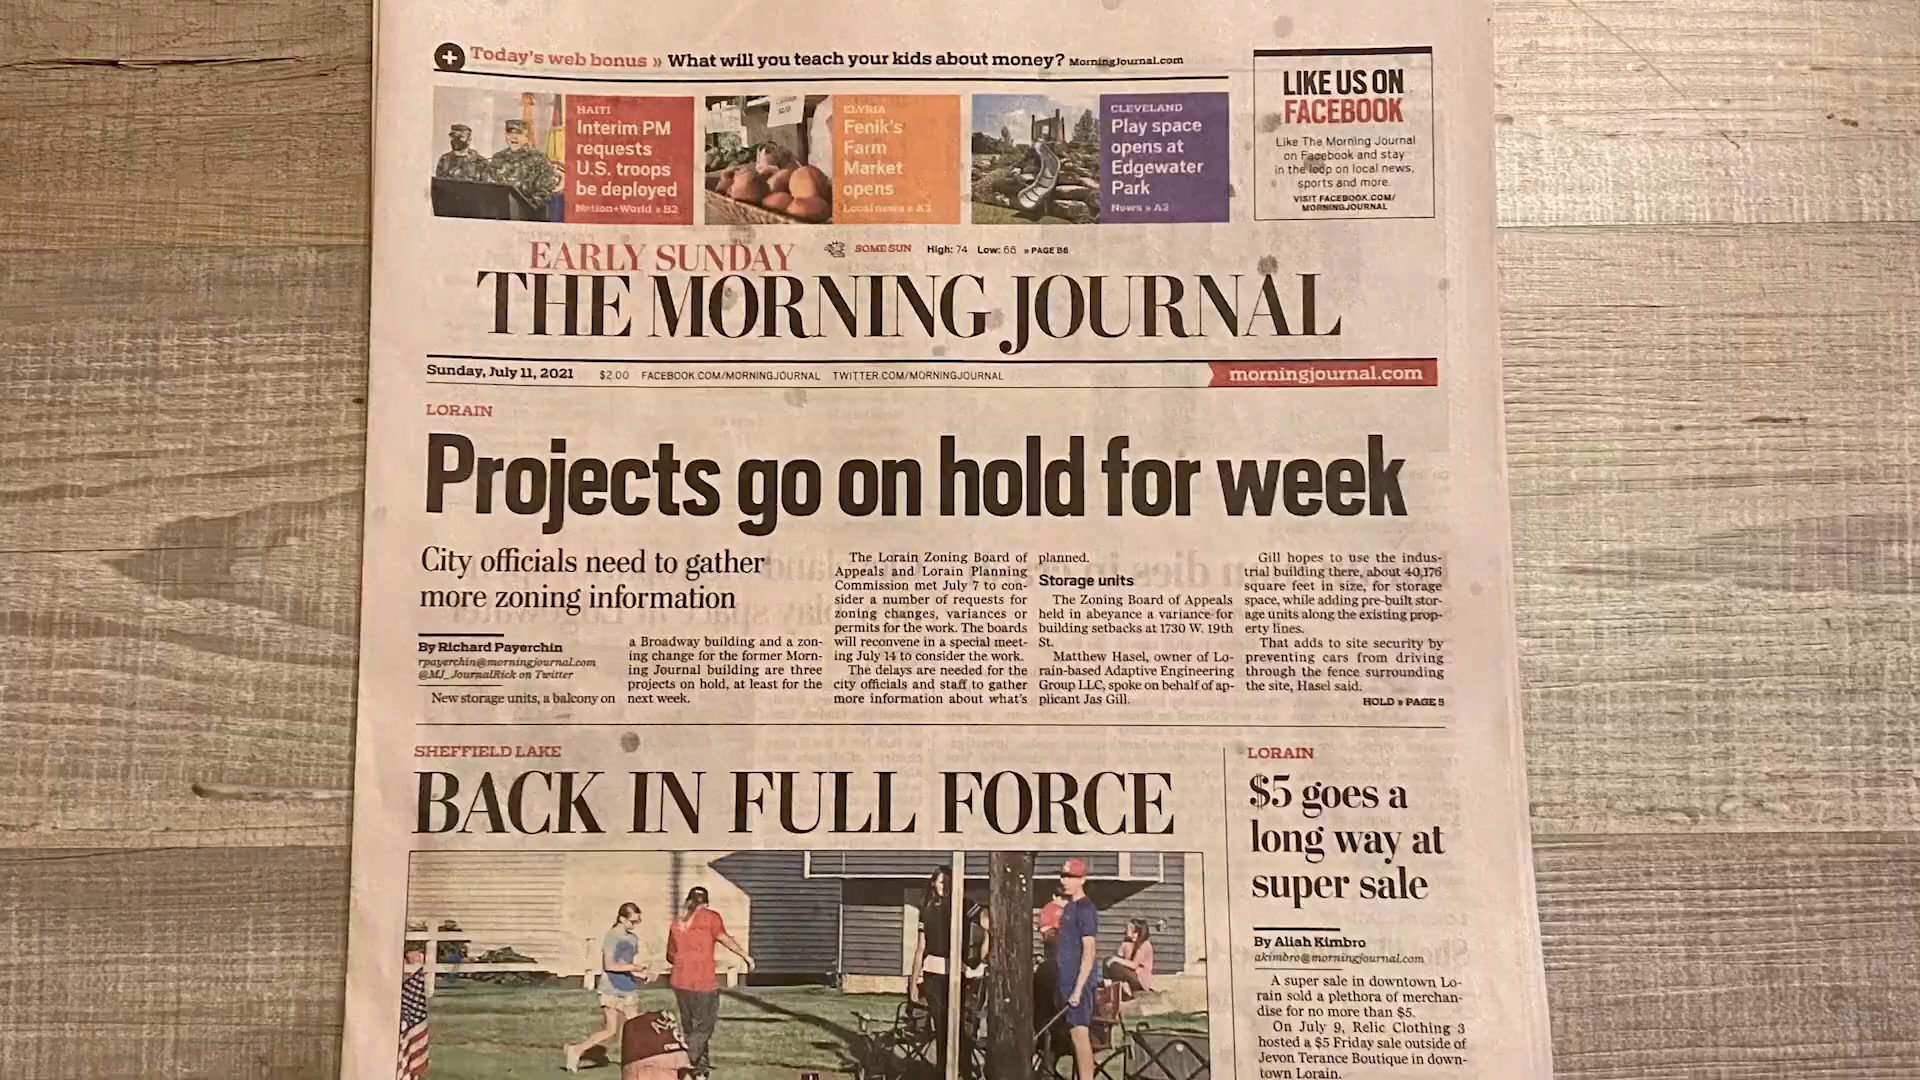 Today's web bonus » What will you teach your kids about money? MorningJournal.com
HAITI
Interim PM
requests
U.S. troops
be deployed
Nation+World » B2
ELYRIA
Fenik's
Farm
Market
opens
Local news » A3
CLEVELAND
Play space
opens at
Edgewater
Park
News » A2
LIKE US ON
FACEBOOK
Like The Morning Journal
on Facebook and stay
in the loop on local news,
sports and more.
VISIT FACEBOOK.COM/
MORNINGJOURNAL
EARLY SUNDAY
SOME SUN High: 74 Low: 66 » PAGE B6
THE MORNING JOURNAL
Sunday, July 11, 2021 $2.00 FACEBOOK.COM/MORNINGJOURNAL TWITTER.COM/MORNINGJOURNAL
morningjournal.com
LORAIN
Projects go on hold for week
City officials need to gather
more zoning information
By Richard Payerchin
rpayerchin@morningjournal.com
@MJ_JournalRick on Twitter
New storage units, a balcony on
a Broadway building and a zon-
ing change for the former Morn-
ing Journal building are three
projects on hold, at least for the
next week.
The Lorain Zoning Board of
Appeals and Lorain Planning
Commission met July 7 to con-
sider a number of requests for
zoning changes, variances or
permits for the work. The boards
will reconvene in a special meet-
ing July 14 to consider the work.
The delays are needed for the
city officials and staff to gather
more information about what's
planned.
Storage units
The Zoning Board of Appeals
held in abeyance a variance for
building setbacks at 1730 W. 19th
St.
Matthew Hasel, owner of Lo-
rain-based Adaptive Engineering
Group LLC, spoke on behalf of ap-
plicant Jas Gill.
Gill hopes to use the indus-
trial building there, about 40,176
square feet in size, for storage
space, while adding pre-built stor-
age units along the existing prop-
erty lines.
That adds to site security by
preventing cars from driving
through the fence surrounding
the site, Hasel said.
HOLD » PAGE 5
SHEFFIELD LAKE
BACK IN FULL FORCE
LORAIN
$5 goes a
long way at
super sale
By Aliah Kimbro
akimbro@morningjournal.com
A super sale in downtown Lo-
rain sold a plethora of merchan-
dise for no more than $5.
On July 9, Relic Clothing 3
hosted a $5 Friday sale outside of
Jevon Terance Boutique in down-
town Lorain.